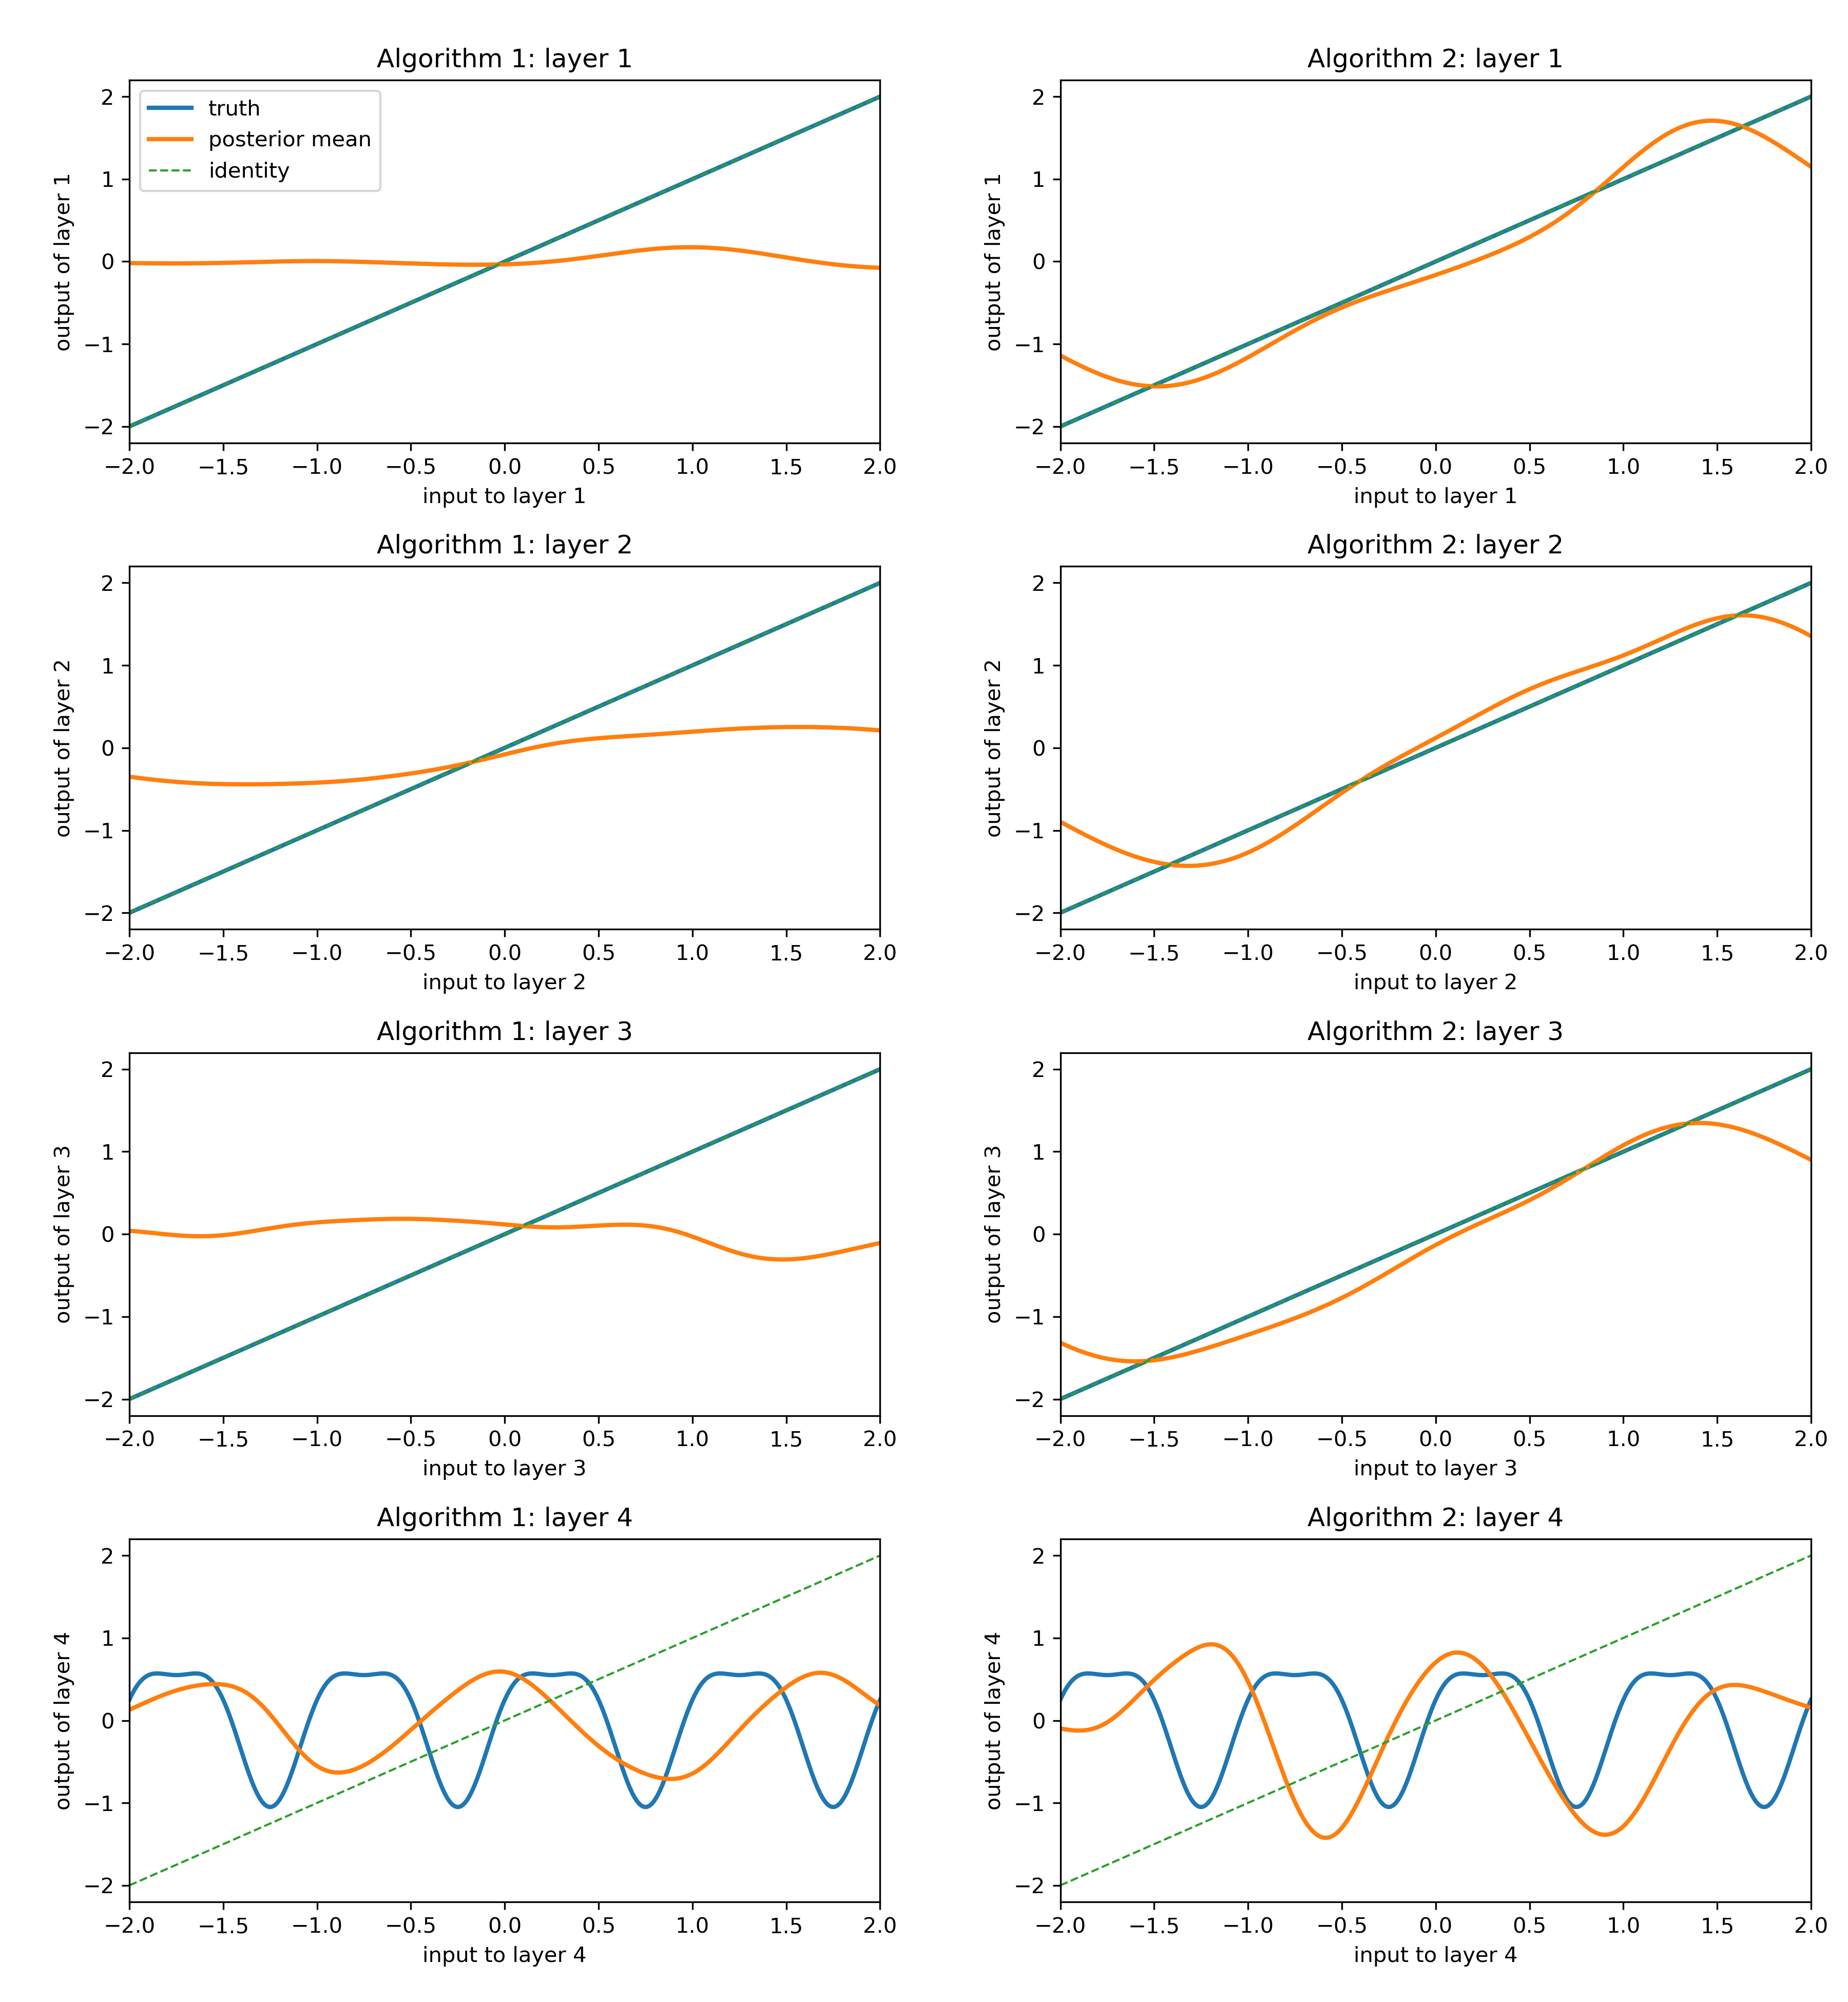 Algorithm 1: layer 1
truth
posterior mean
identity
2
1
0
−1
−2
output of layer 1
−2.0 −1.5 −1.0 −0.5 0.0 0.5 1.0 1.5 2.0
input to layer 1
Algorithm 2: layer 1
2
1
0
−1
−2
output of layer 1
−2.0 −1.5 −1.0 −0.5 0.0 0.5 1.0 1.5 2.0
input to layer 1
Algorithm 1: layer 2
2
1
0
−1
−2
output of layer 2
−2.0 −1.5 −1.0 −0.5 0.0 0.5 1.0 1.5 2.0
input to layer 2
Algorithm 2: layer 2
2
1
0
−1
−2
output of layer 2
−2.0 −1.5 −1.0 −0.5 0.0 0.5 1.0 1.5 2.0
input to layer 2
Algorithm 1: layer 3
2
1
0
−1
−2
output of layer 3
−2.0 −1.5 −1.0 −0.5 0.0 0.5 1.0 1.5 2.0
input to layer 3
Algorithm 2: layer 3
2
1
0
−1
−2
output of layer 3
−2.0 −1.5 −1.0 −0.5 0.0 0.5 1.0 1.5 2.0
input to layer 3
Algorithm 1: layer 4
2
1
0
−1
−2
output of layer 4
−2.0 −1.5 −1.0 −0.5 0.0 0.5 1.0 1.5 2.0
input to layer 4
Algorithm 2: layer 4
2
1
0
−1
−2
output of layer 4
−2.0 −1.5 −1.0 −0.5 0.0 0.5 1.0 1.5 2.0
input to layer 4